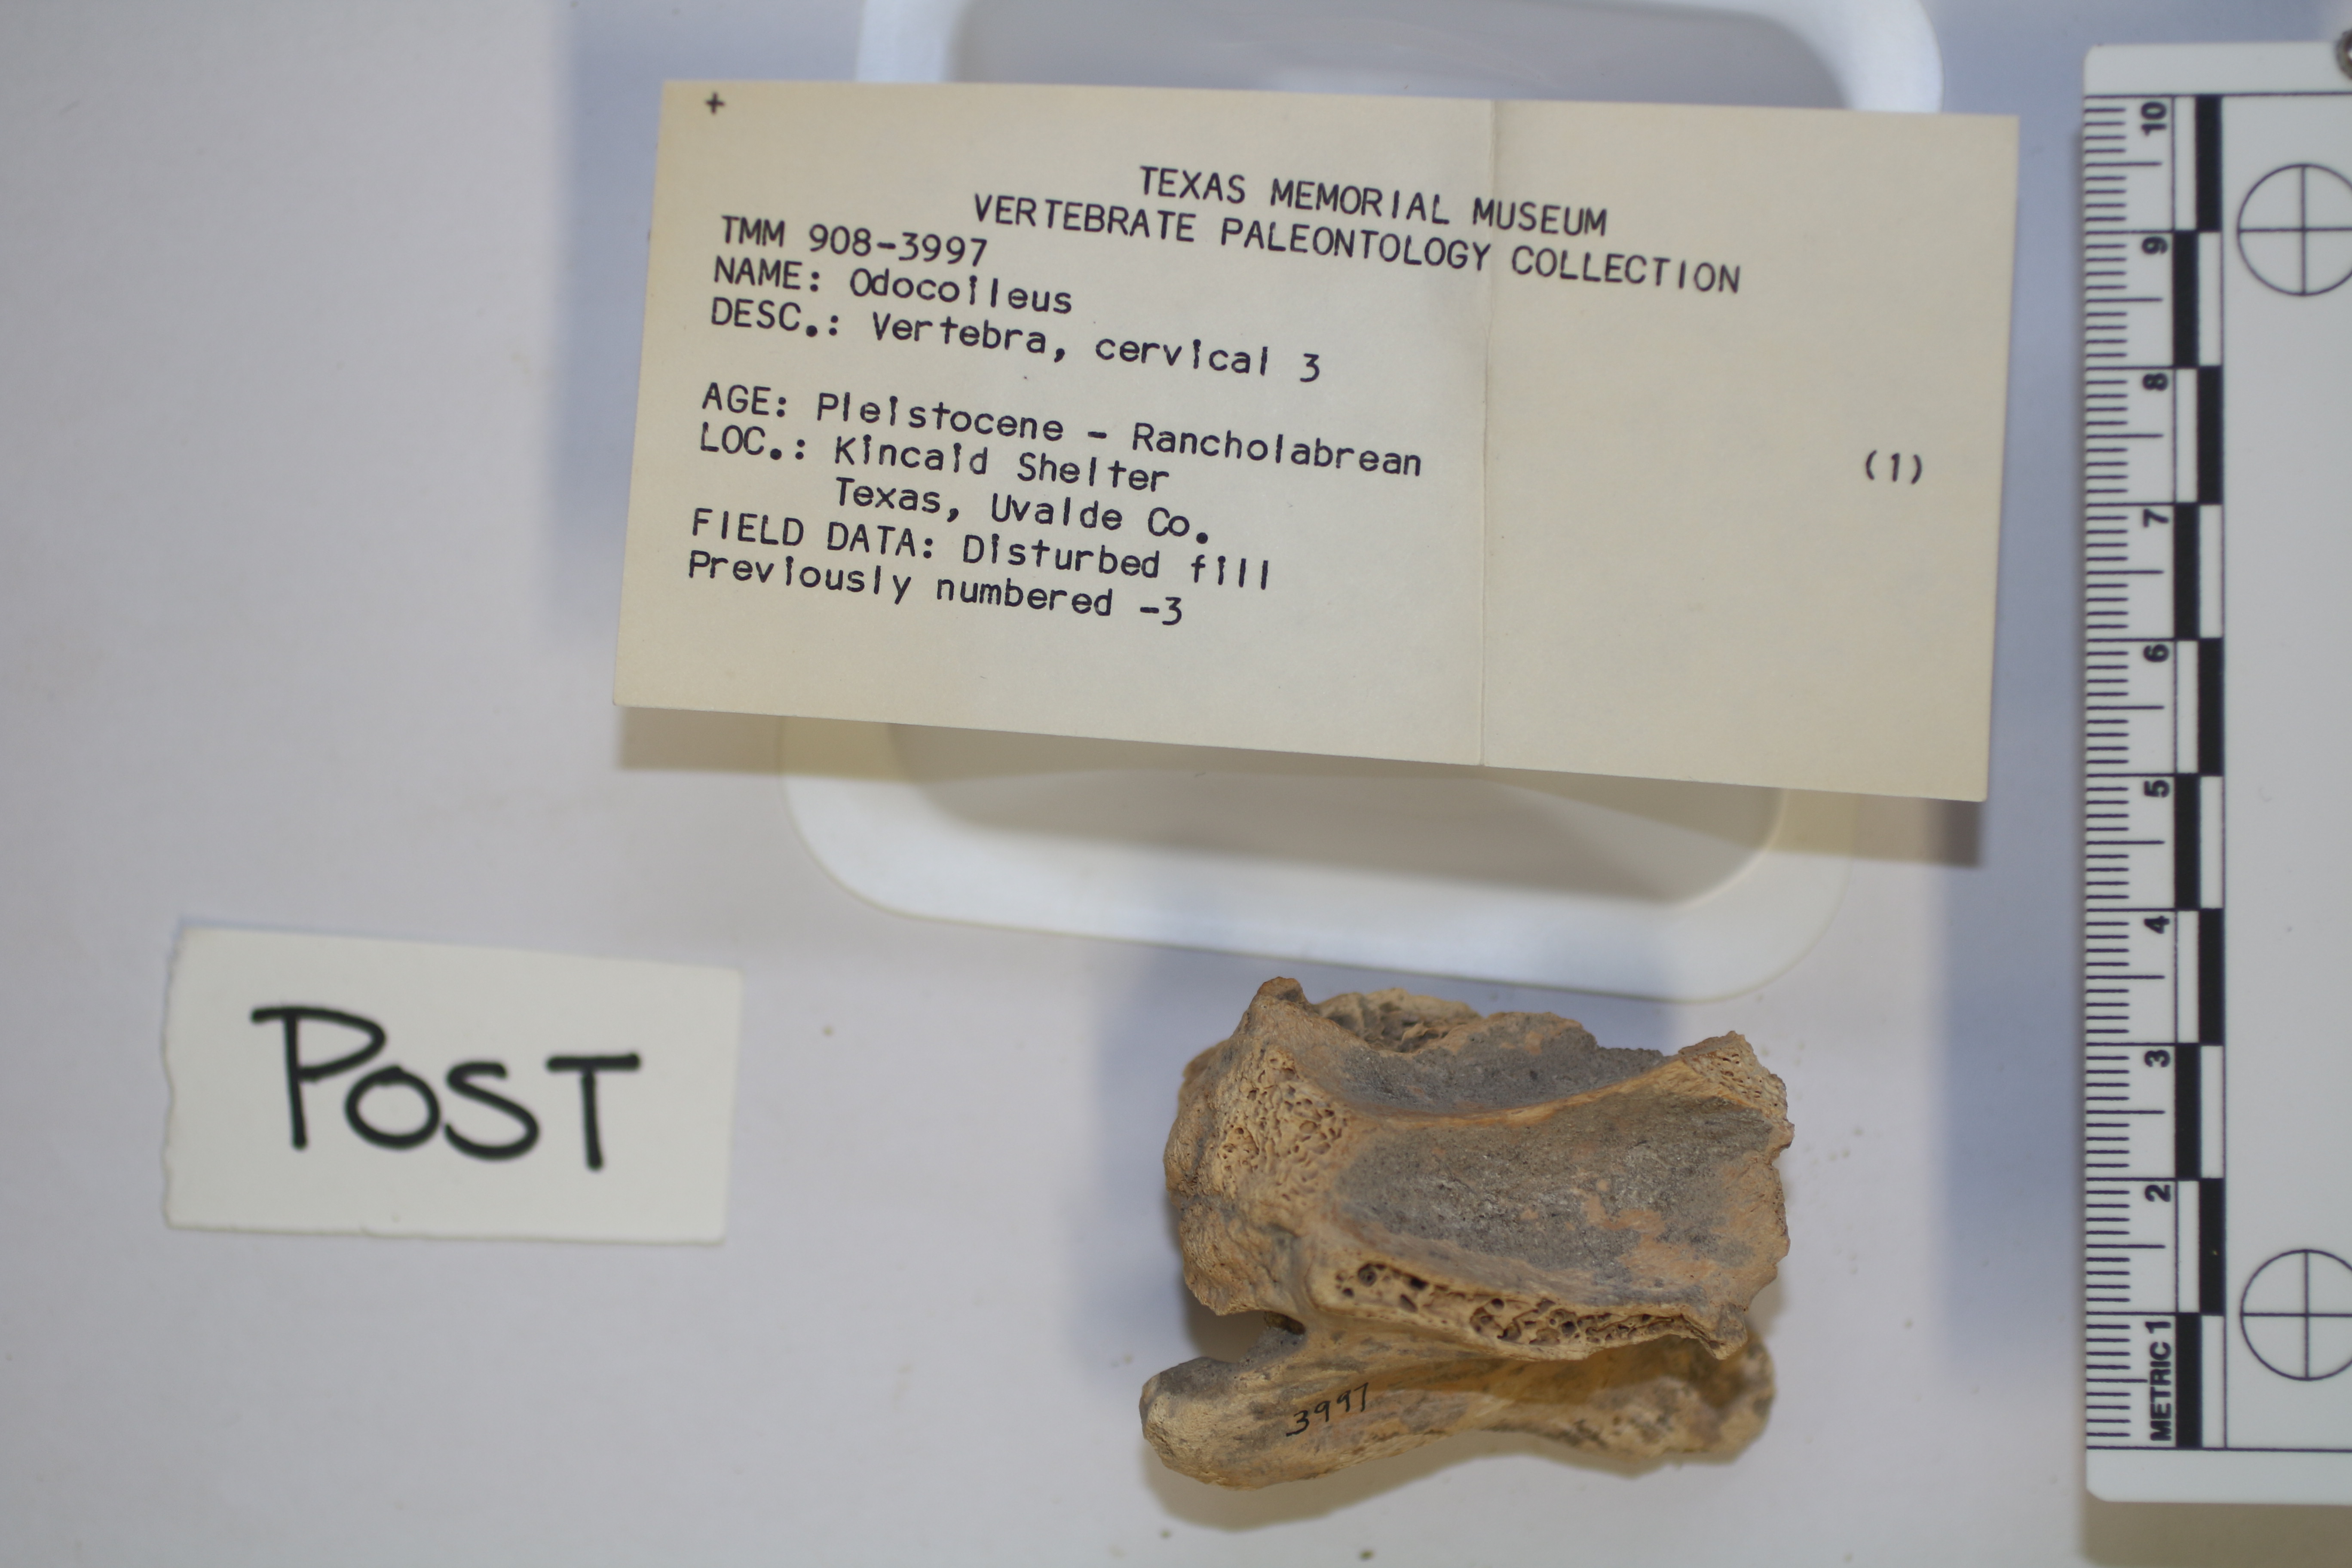 +
TEXAS MEMORIAL MUSEUM
VERTEBRATE PALEONTOLOGY COLLECTION
TMM 908-3997
NAME: Odocoileus
DESC.: Vertebra, cervical 3
AGE: Pleistocene - Rancholabrean
(1)
LOC.: Kincaid Shelter
Texas, Uvalde Co.
FIELD DATA: Disturbed fill
Previously numbered -3
POST
3997
10
9
8
7
6
5
4
3
2
METRIC 1